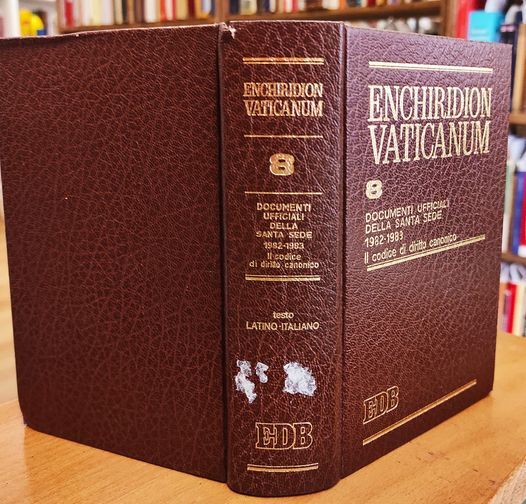 ENCHIRIDION
VATICANUM
8
DOCUMENTI
UFFICIALI
DELLA
SANTA SEDE
1982-1983
Il codice
di diritto canonico
testo
LATINO-ITALIANO
EDB
ENCHIRIDION
VATICANUM
8
DOCUMENTI UFFICIALI
DELLA SANTA SEDE
1982-1983
Il codice di diritto canonico
EDB